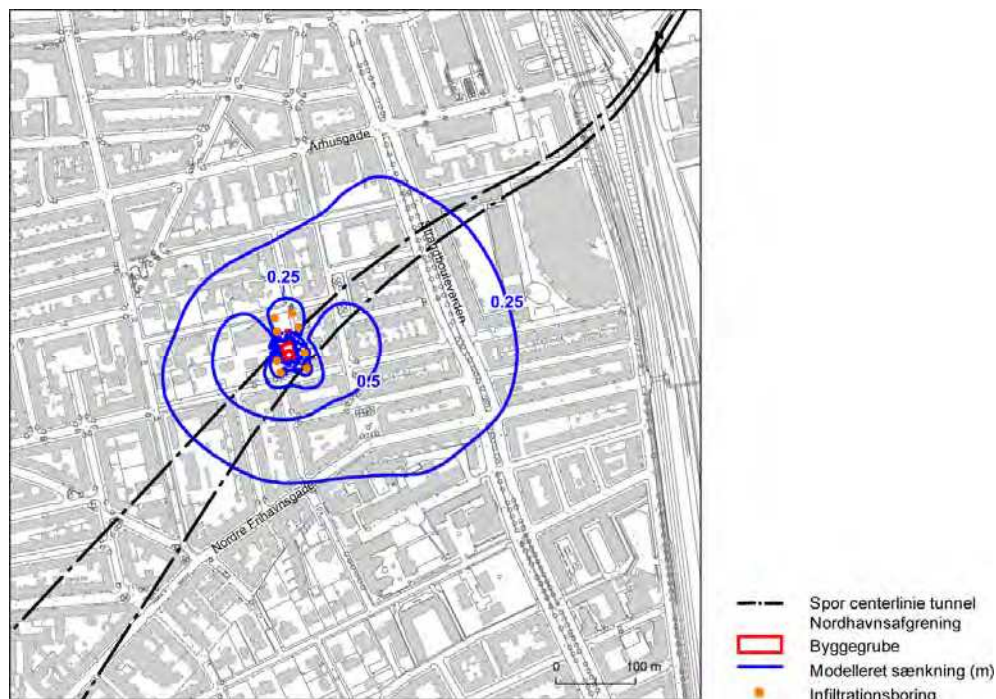 Århusgade
Strandboulevarden
0.25
0.25
0.5
Nordre Frihavnsgade
0 100 m
Spor centerlinie tunnel
Nordhavnsafgrening
Byggegrube
Modelleret sænkning (m)
Infiltrationsboring